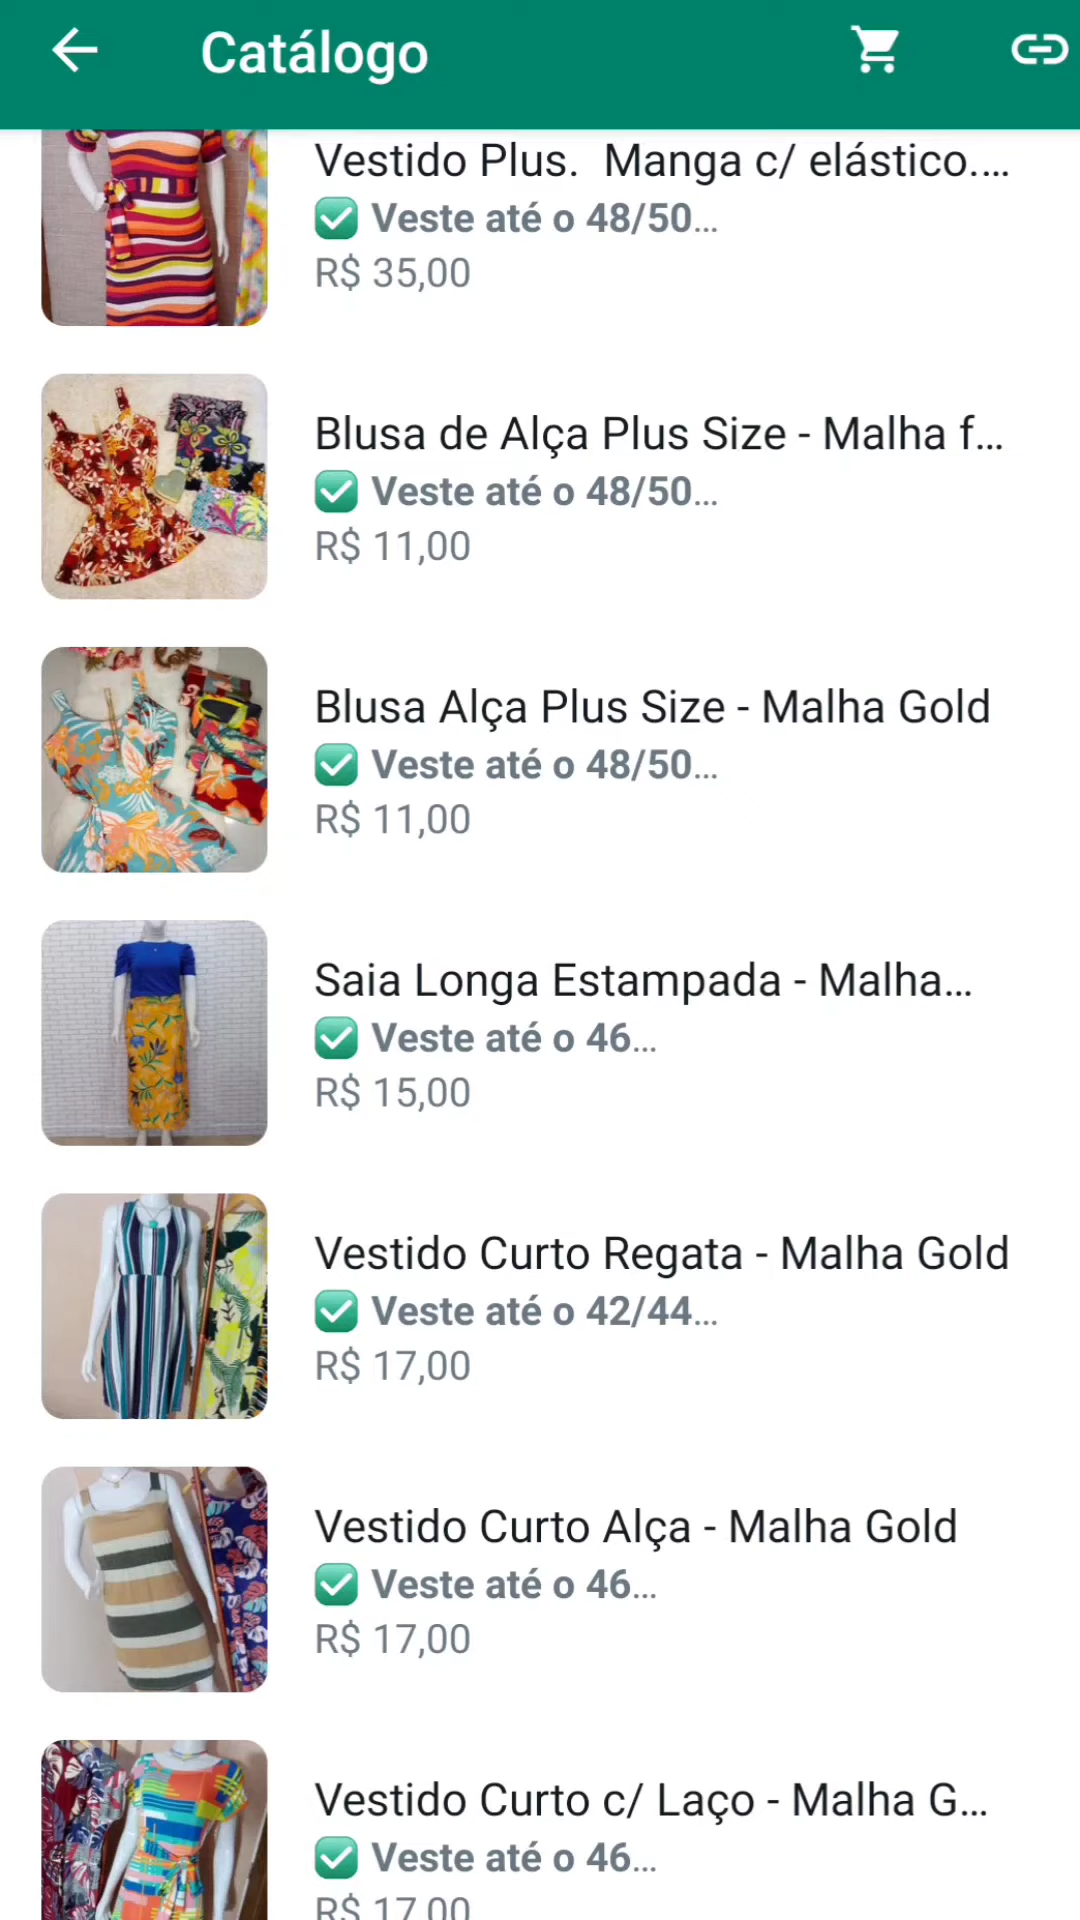 Catálogo
Vestido Plus.  Manga c/ elástico....
✅ Veste até o 48/50...
R$ 35,00
Blusa de Alça Plus Size - Malha f...
✅ Veste até o 48/50...
R$ 11,00
Blusa Alça Plus Size - Malha Gold
✅ Veste até o 48/50...
R$ 11,00
Saia Longa Estampada - Malha...
✅ Veste até o 46...
R$ 15,00
Vestido Curto Regata - Malha Gold
✅ Veste até o 42/44...
R$ 17,00
Vestido Curto Alça - Malha Gold
✅ Veste até o 46...
R$ 17,00
Vestido Curto c/ Laço - Malha G...
✅ Veste até o 46...
R$ 17,00